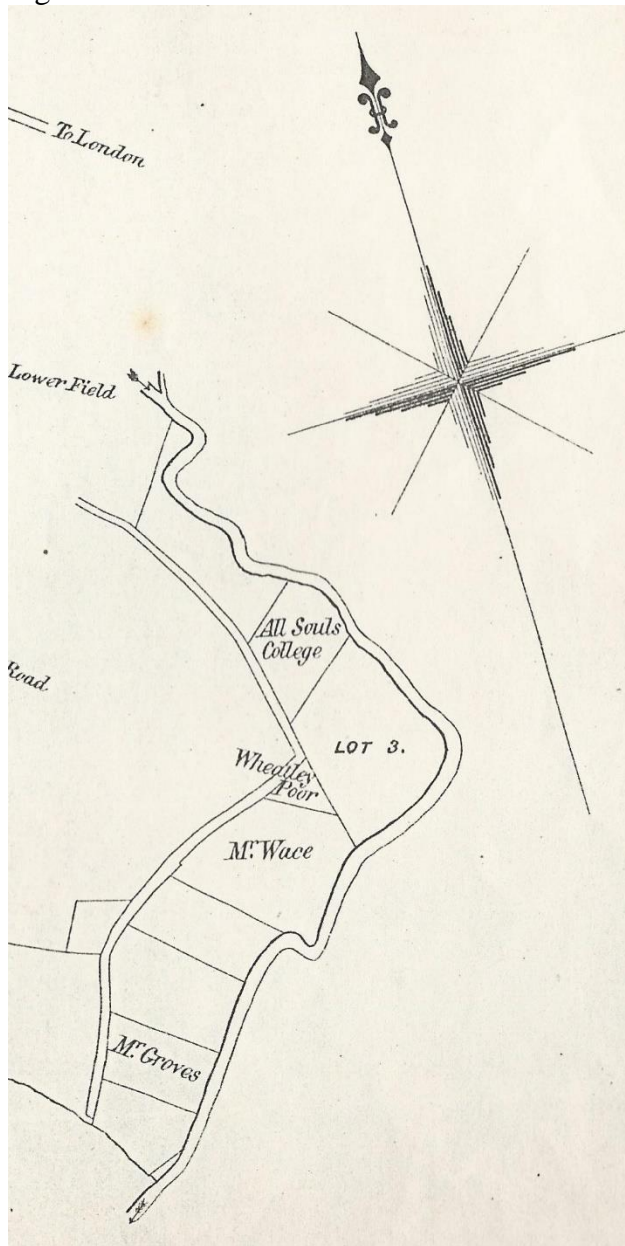 To London
Lower Field
All Souls
College
Road
LOT 3.
Wheatley
Poor
Mr. Wace
Mr. Groves